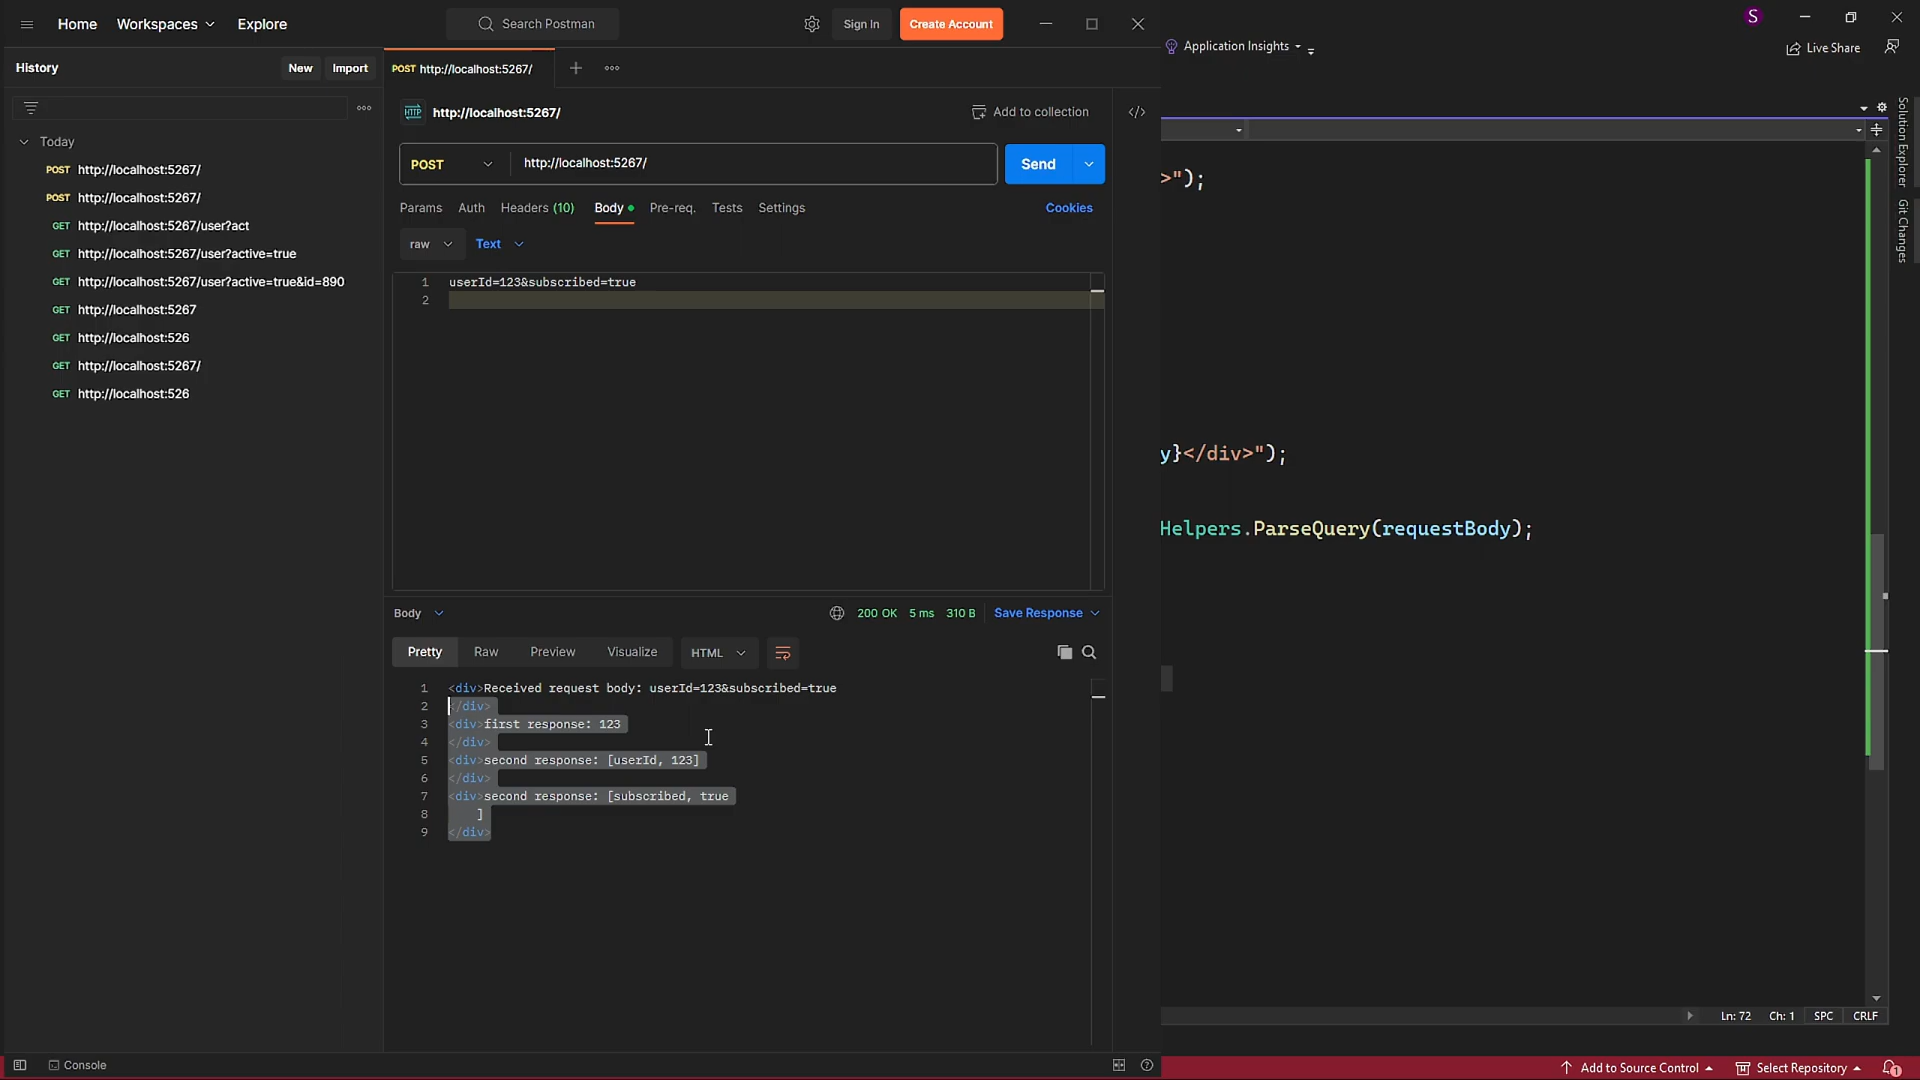 Home Workspaces Explore Search Postman Sign In Create Account
S
Application Insights
Live Share
History New Import
POST http://localhost:5267/
HTTP http://localhost:5267/ Add to collection </>
Today
POST http://localhost:5267/
POST http://localhost:5267/
GET http://localhost:5267/user?act
GET http://localhost:5267/user?active=true
GET http://localhost:5267/user?active=true&id=890
GET http://localhost:5267
GET http://localhost:526
GET http://localhost:5267/
GET http://localhost:526
POST http://localhost:5267/ Send
Params Auth Headers (10) Body Pre-req. Tests Settings Cookies
raw Text
1 userId=123&subscribed=true
2
Body 200 OK 5 ms 310 B Save Response
Pretty Raw Preview Visualize HTML
1 <div>Received request body: userId=123&subscribed=true
2 </div>
3 <div>first response: 123
4 </div>
5 <div>second response: [userId, 123]
6 </div>
7 <div>second response: [subscribed, true
8 ]
9 </div>
Console
>");
y}</div>");
Helpers.ParseQuery(requestBody);
Solution Explorer
Git Changes
Ln: 72 Ch: 1 SPC CRLF
Add to Source Control Select Repository 1